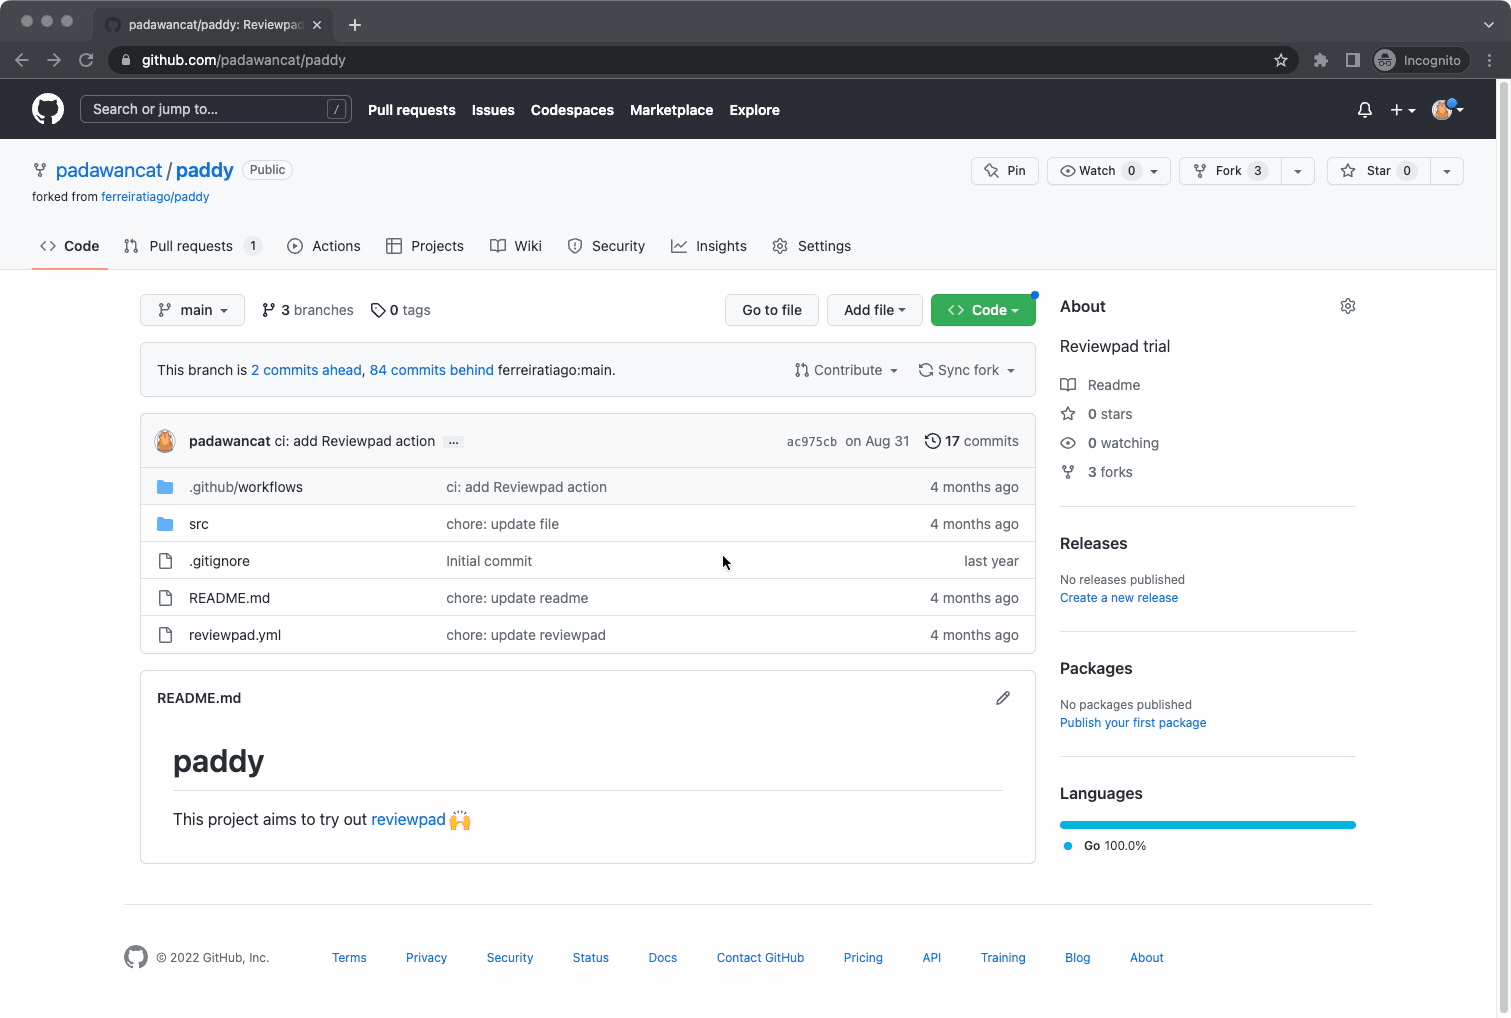 padawancat/paddy: Reviewpad
github.com/padawancat/paddy
Incognito
Search or jump to...
/
Pull requests
Issues
Codespaces
Marketplace
Explore
padawancat / paddy
Public
forked from ferreiratiago/paddy
Pin
Watch 0
Fork 3
Star 0
Code
Pull requests 1
Actions
Projects
Wiki
Security
Insights
Settings
main
3 branches
0 tags
Go to file
Add file
Code
This branch is 2 commits ahead, 84 commits behind ferreiratiago:main.
Contribute
Sync fork
padawancat ci: add Reviewpad action ...
ac975cb on Aug 31
17 commits
.github/workflows
ci: add Reviewpad action
4 months ago
src
chore: update file
4 months ago
.gitignore
Initial commit
last year
README.md
chore: update readme
4 months ago
reviewpad.yml
chore: update reviewpad
4 months ago
README.md
paddy
This project aims to try out reviewpad 🙌
About
Reviewpad trial
Readme
0 stars
0 watching
3 forks
Releases
No releases published
Create a new release
Packages
No packages published
Publish your first package
Languages
Go 100.0%
© 2022 GitHub, Inc.
Terms
Privacy
Security
Status
Docs
Contact GitHub
Pricing
API
Training
Blog
About